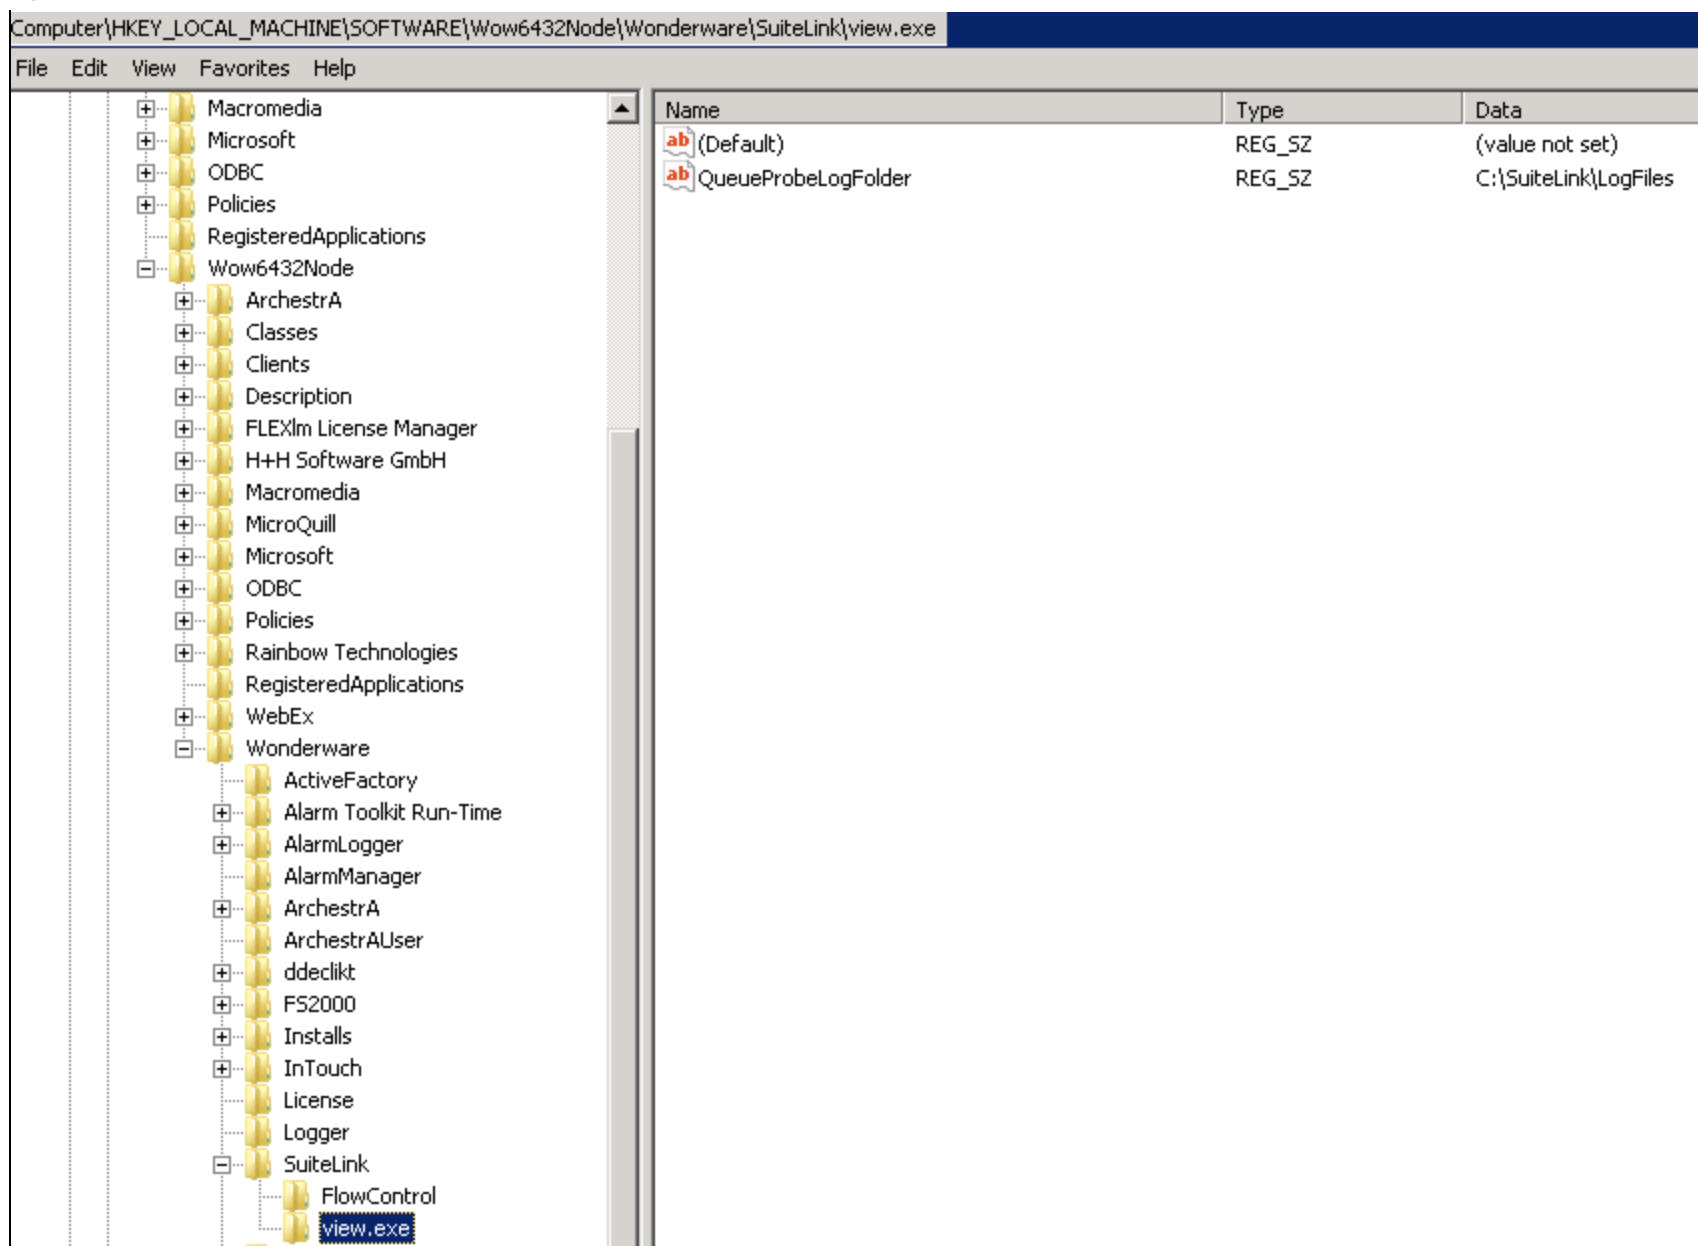 Computer\HKEY_LOCAL_MACHINE\SOFTWARE\Wow6432Node\Wonderware\SuiteLink\view.exe
File Edit View Favorites Help
Macromedia
Microsoft
ODBC
Policies
RegisteredApplications
Wow6432Node
ArchestrA
Classes
Clients
Description
FLEXlm License Manager
H+H Software GmbH
Macromedia
MicroQuill
Microsoft
ODBC
Policies
Rainbow Technologies
RegisteredApplications
WebEx
Wonderware
ActiveFactory
Alarm Toolkit Run-Time
AlarmLogger
AlarmManager
ArchestrA
ArchestrAUser
ddeclikt
FS2000
Installs
InTouch
License
Logger
SuiteLink
FlowControl
view.exe
Name Type Data
ab (Default) REG_SZ (value not set)
ab QueueProbeLogFolder REG_SZ C:\SuiteLink\LogFiles